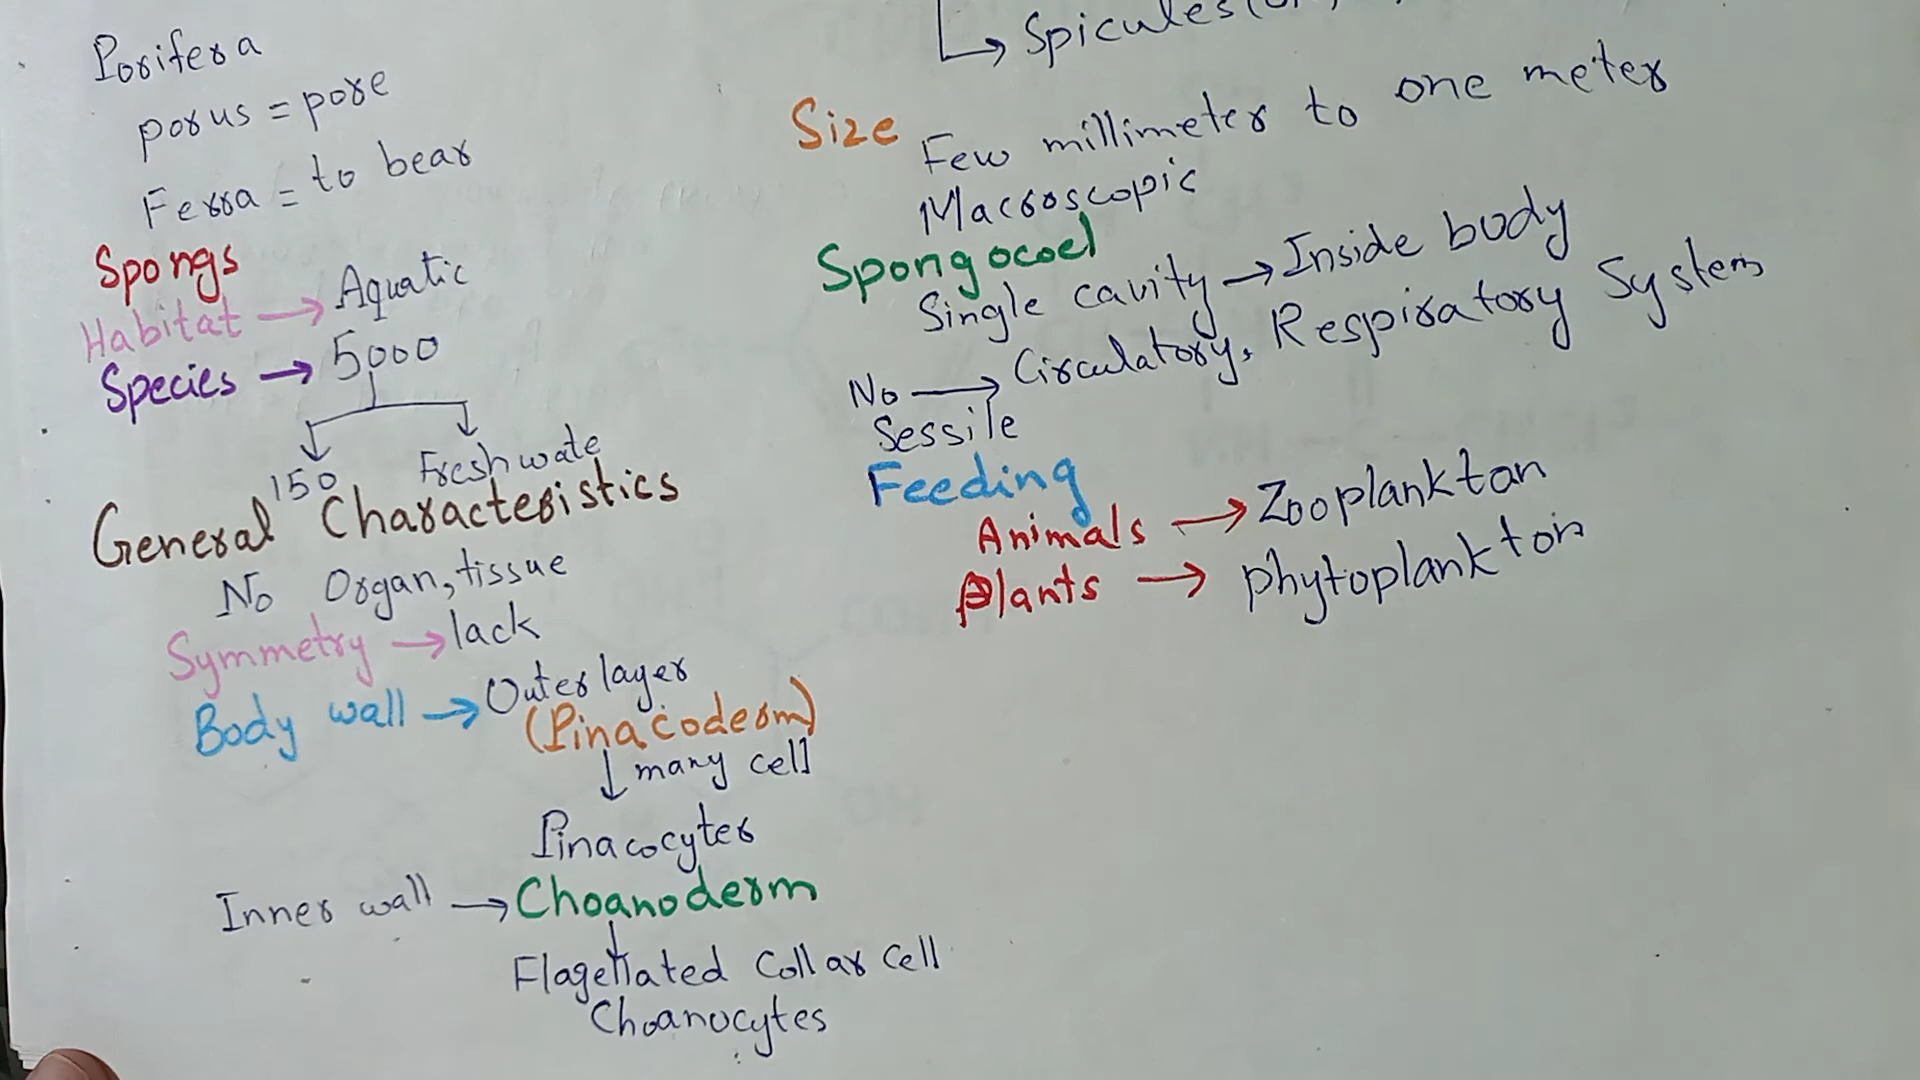 Porifera
porus = pore
Ferra = to bear
Spongs
Habitat → Aquatic
Species → 5000
150 Freshwate
General Characteristics
No Organ, tissue
Symmetry → lack
Body wall → Outer layer
(Pinacoderm)
↓ many cell
Pinacocyter
Inner wall → Choanoderm
Flagellated Collar Cell
Choanocytes
↳ Spicules
Size
Few millimeter to one meter
Macroscopic
Spongocoel
Single cavity → Inside body
No → Circulatory, Respiratory System
Sessile
Feeding
Animals → Zooplankton
Plants → phytoplankton